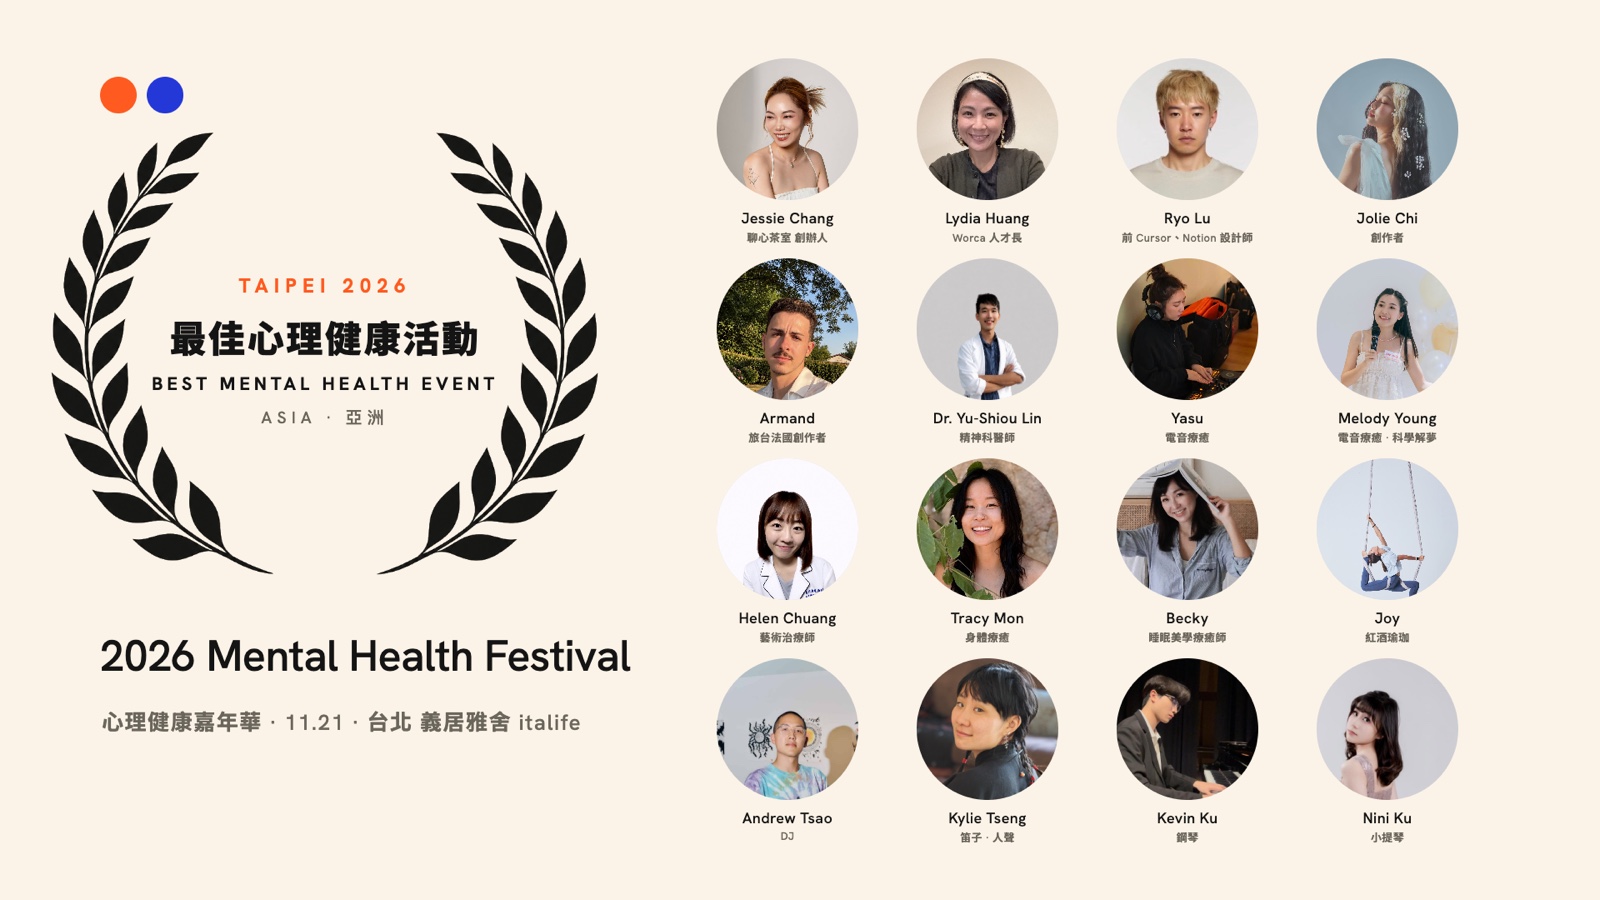 TAIPEI 2026
最佳心理健康活動
BEST MENTAL HEALTH EVENT
ASIA · 亞洲
2026 Mental Health Festival
心理健康嘉年華 · 11.21 · 台北 義居雅舍 italife
Jessie Chang
聊心茶室 創辦人
Lydia Huang
Worca 人才長
Ryo Lu
前 Cursor、Notion 設計師
Jolie Chi
創作者
Armand
旅台法國創作者
Dr. Yu-Shiou Lin
精神科醫師
Yasu
電音療癒
Melody Young
電音療癒 · 科學解夢
Helen Chuang
藝術治療師
Tracy Mon
身體療癒
Becky
睡眠美學療癒師
Joy
紅酒瑜珈
Andrew Tsao
DJ
Kylie Tseng
笛子 · 人聲
Kevin Ku
鋼琴
Nini Ku
小提琴